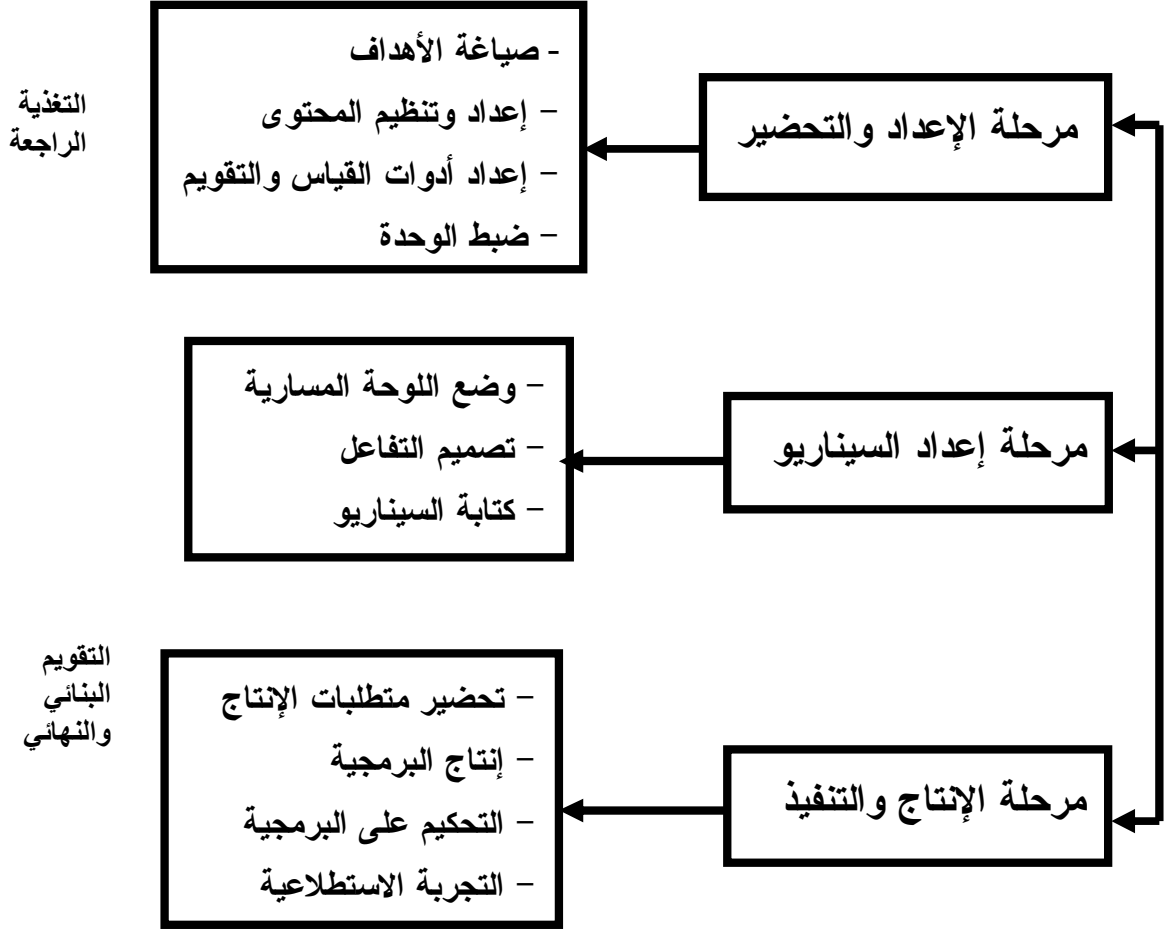 مرحلة الإعداد والتحضير
- صياغة الأهداف
– إعداد وتنظيم المحتوى
– إعداد أدوات القياس والتقويم
– ضبط الوحدة
التغذية
الراجعة
مرحلة إعداد السيناريو
– وضع اللوحة المسارية
– تصميم التفاعل
– كتابة السيناريو
مرحلة الإنتاج والتنفيذ
– تحضير متطلبات الإنتاج
– إنتاج البرمجية
– التحكيم على البرمجية
– التجربة الاستطلاعية
التقويم
البنائي
والنهائي